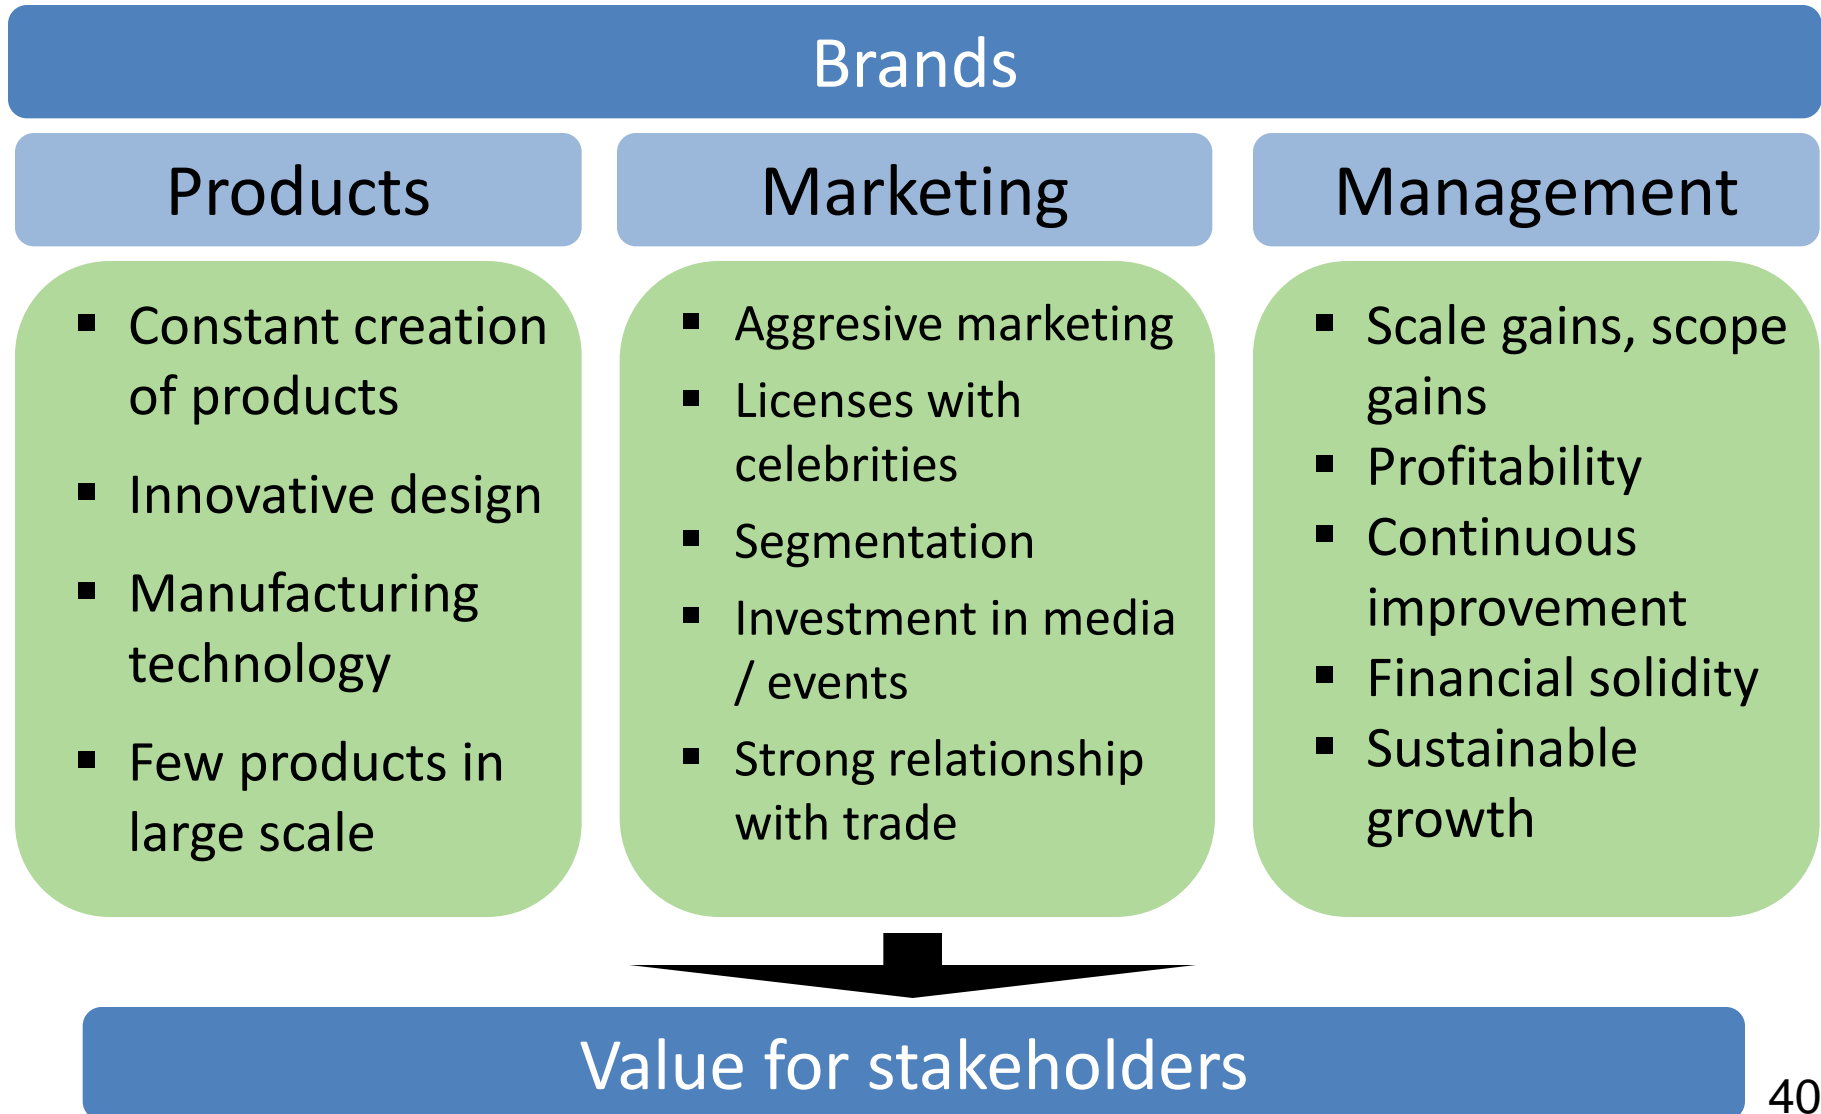 Brands
Products
Marketing
Management
▪ Constant creation
of products
▪ Innovative design
▪ Manufacturing
technology
▪ Few products in
large scale
▪ Aggresive marketing
▪ Licenses with
celebrities
▪ Segmentation
▪ Investment in media
/ events
▪ Strong relationship
with trade
▪ Scale gains, scope
gains
▪ Profitability
▪ Continuous
improvement
▪ Financial solidity
▪ Sustainable
growth
Value for stakeholders
40